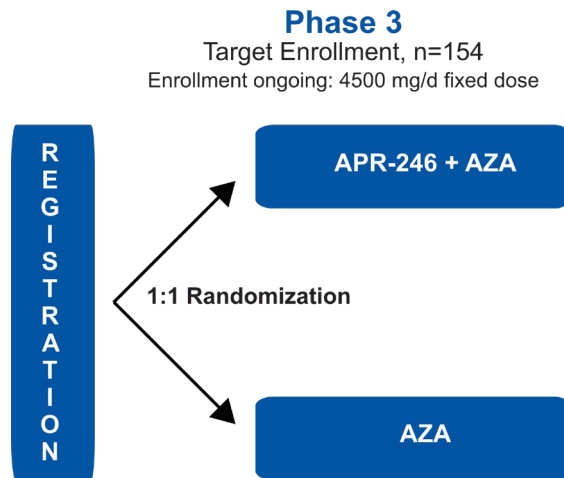 Phase 3
Target Enrollment, n=154
Enrollment ongoing: 4500 mg/d fixed dose
REGISTRATION
APR-246 + AZA
1:1 Randomization
AZA